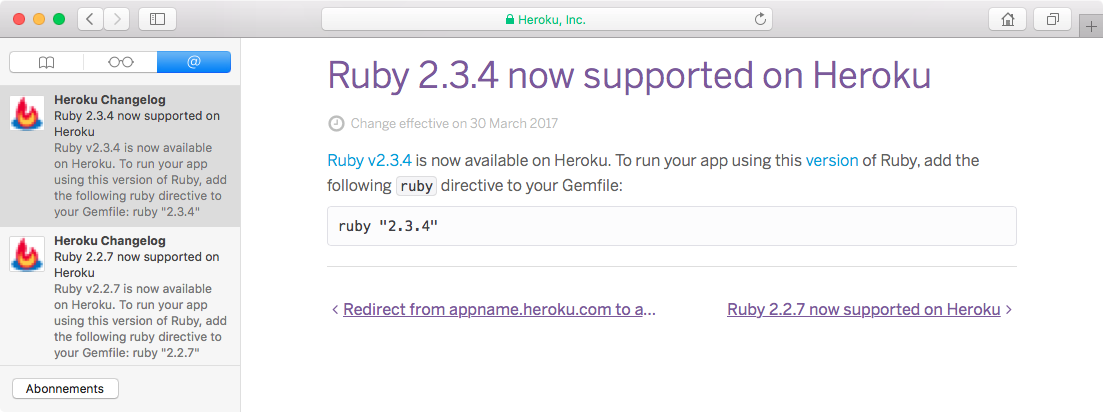 Heroku, Inc.
@
Heroku Changelog
Ruby 2.3.4 now supported on
Heroku
Ruby v2.3.4 is now available
on Heroku. To run your app
using this version of Ruby, add
the following ruby directive to
your Gemfile: ruby "2.3.4"
Heroku Changelog
Ruby 2.2.7 now supported on
Heroku
Ruby v2.2.7 is now available
on Heroku. To run your app
using this version of Ruby, add
the following ruby directive to
your Gemfile: ruby "2.2.7"
Abonnements
Ruby 2.3.4 now supported on Heroku
Change effective on 30 March 2017
Ruby v2.3.4 is now available on Heroku. To run your app using this version of Ruby, add the
following ruby directive to your Gemfile:
ruby "2.3.4"
‹ Redirect from appname.heroku.com to a...
Ruby 2.2.7 now supported on Heroku ›